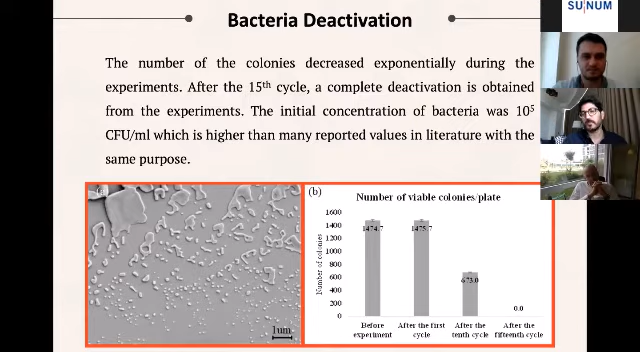 Bacteria Deactivation
SU NUM
The number of the colonies decreased exponentially during the
experiments. After the 15th cycle, a complete deactivation is obtained
from the experiments. The initial concentration of bacteria was 10⁵
CFU/ml which is higher than many reported values in literature with the
same purpose.
(a)
1um
(b)
Number of viable colonies/plate
Number of colonies
1600
1400
1200
1000
800
600
400
200
0
1474.7
1475.7
673.0
0.0
Before experiment
After the first cycle
After the tenth cycle
After the fifteenth cycle